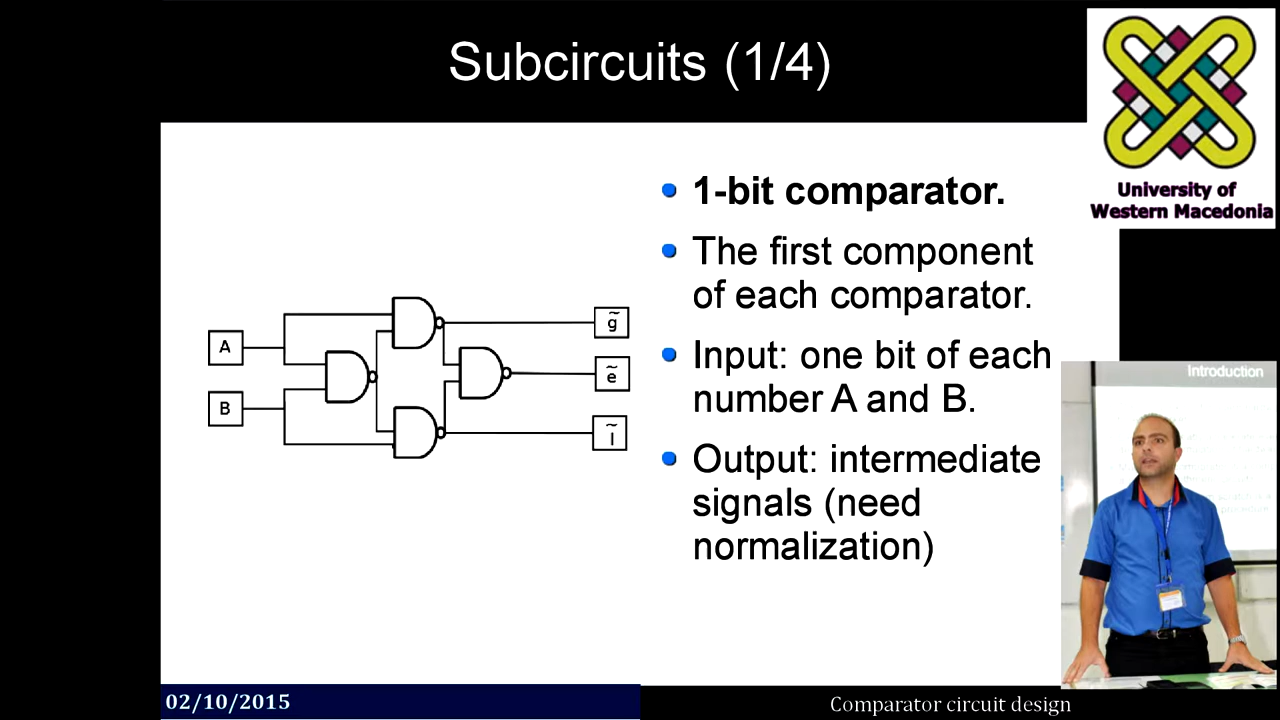 Subcircuits (1/4)
University of
Western Macedonia
1-bit comparator.
The first component
of each comparator.
Input: one bit of each
number A and B.
Output: intermediate
signals (need
normalization)
A
B
g̃
ẽ
l̃
Introduction
02/10/2015
Comparator circuit design